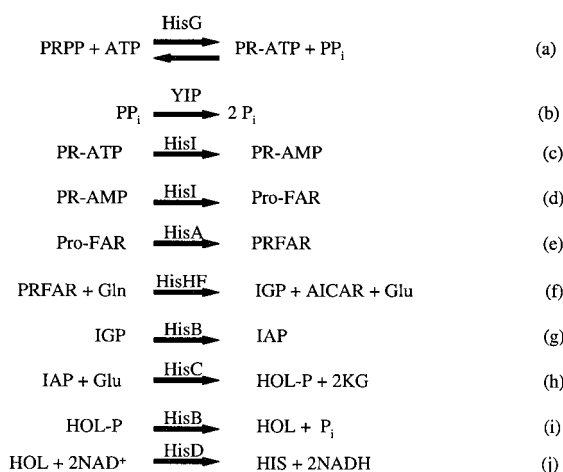 HisG
PRPP + ATP PR-ATP + PPi (a)
YIP
PPi 2 Pi (b)
HisI
PR-ATP PR-AMP (c)
HisI
PR-AMP Pro-FAR (d)
HisA
Pro-FAR PRFAR (e)
HisHF
PRFAR + Gln IGP + AICAR + Glu (f)
HisB
IGP IAP (g)
HisC
IAP + Glu HOL-P + 2KG (h)
HisB
HOL-P HOL + Pi (i)
HisD
HOL + 2NAD+ HIS + 2NADH (j)